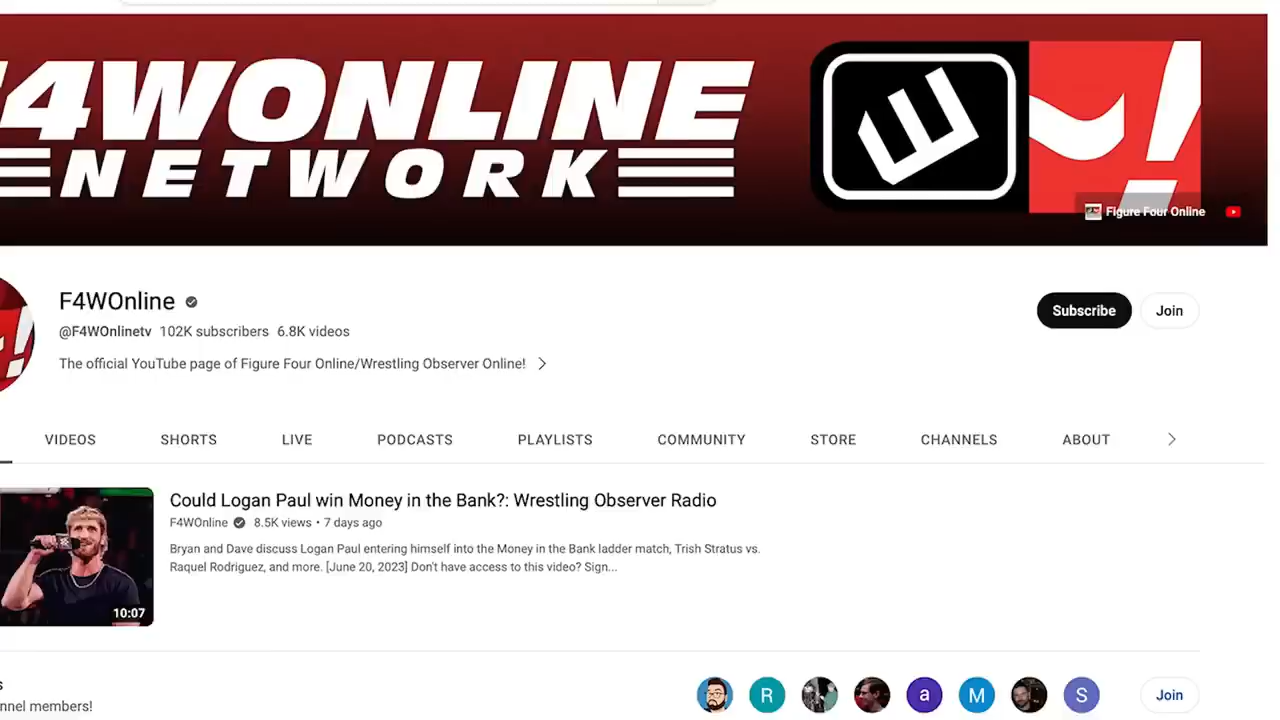 4WONLINE
NETWORK
Figure Four Online
F4WOnline
@F4WOnlinetv 102K subscribers 6.8K videos
The official YouTube page of Figure Four Online/Wrestling Observer Online!
Subscribe
Join
VIDEOS SHORTS LIVE PODCASTS PLAYLISTS COMMUNITY STORE CHANNELS ABOUT
Could Logan Paul win Money in the Bank?: Wrestling Observer Radio
F4WOnline 8.5K views • 7 days ago
Bryan and Dave discuss Logan Paul entering himself into the Money in the Bank ladder match, Trish Stratus vs.
Raquel Rodriguez, and more. [June 20, 2023] Don't have access to this video? Sign...
10:07
s
nnel members!
R
a
M
S
Join